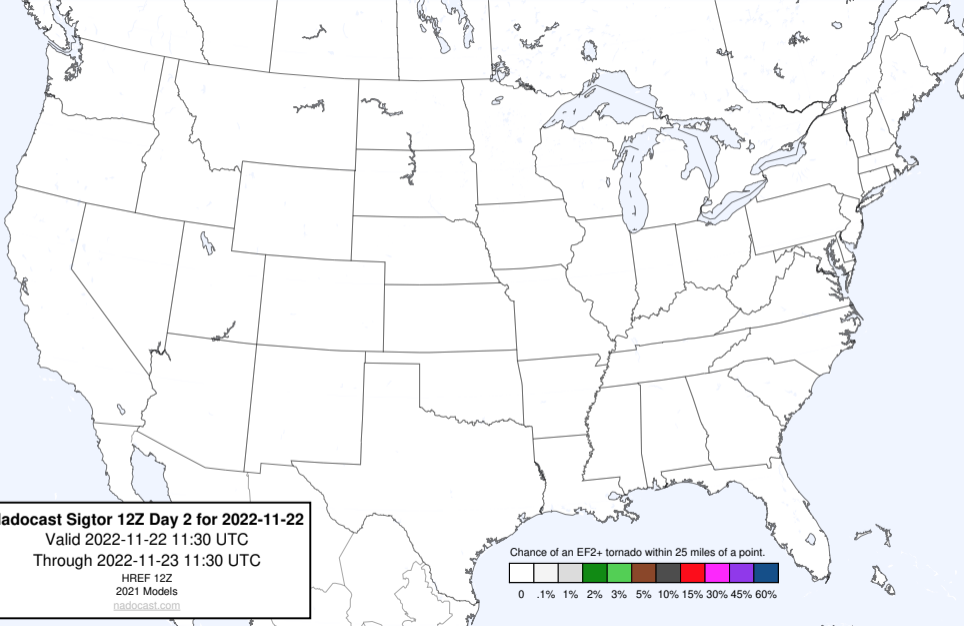 adocast Sigtor 12Z Day 2 for 2022-11-22
Valid 2022-11-22 11:30 UTC
Through 2022-11-23 11:30 UTC
HREF 12Z
2021 Models
nadocast.com
Chance of an EF2+ tornado within 25 miles of a point.
0 .1% 1% 2% 3% 5% 10% 15% 30% 45% 60%